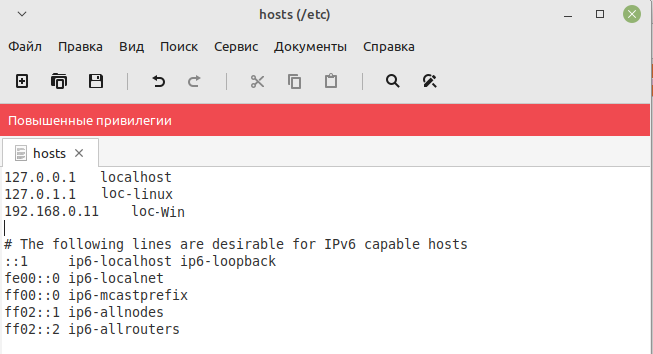 hosts (/etc)
Файл Правка Вид Поиск Сервис Документы Справка
Повышенные привилегии
hosts
127.0.0.1 localhost
127.0.1.1 loc-linux
192.168.0.11 loc-Win
# The following lines are desirable for IPv6 capable hosts
::1 ip6-localhost ip6-loopback
fe00::0 ip6-localnet
ff00::0 ip6-mcastprefix
ff02::1 ip6-allnodes
ff02::2 ip6-allrouters